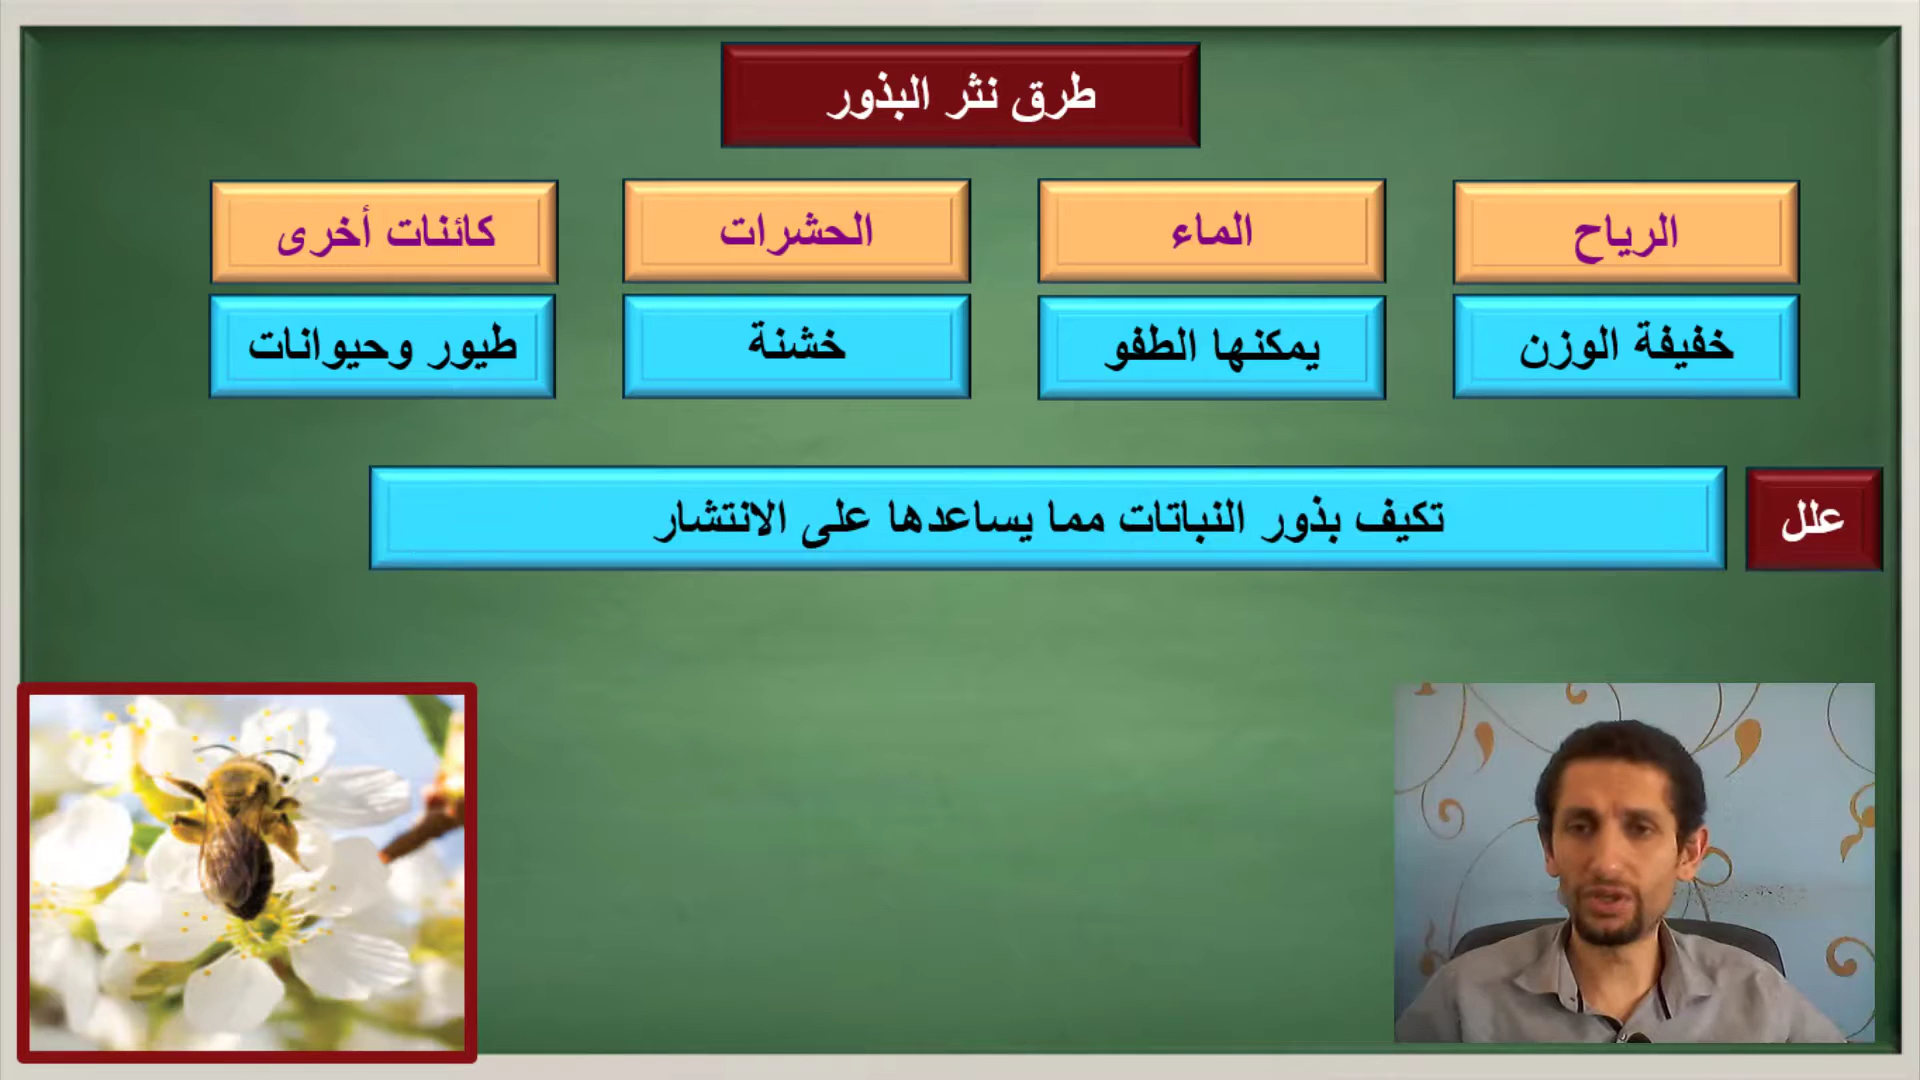 طرق نثر البذور
الرياح
الماء
الحشرات
كائنات أخرى
خفيفة الوزن
يمكنها الطفو
خشنة
طيور وحيوانات
علل
تكيف بذور النباتات مما يساعدها على الانتشار